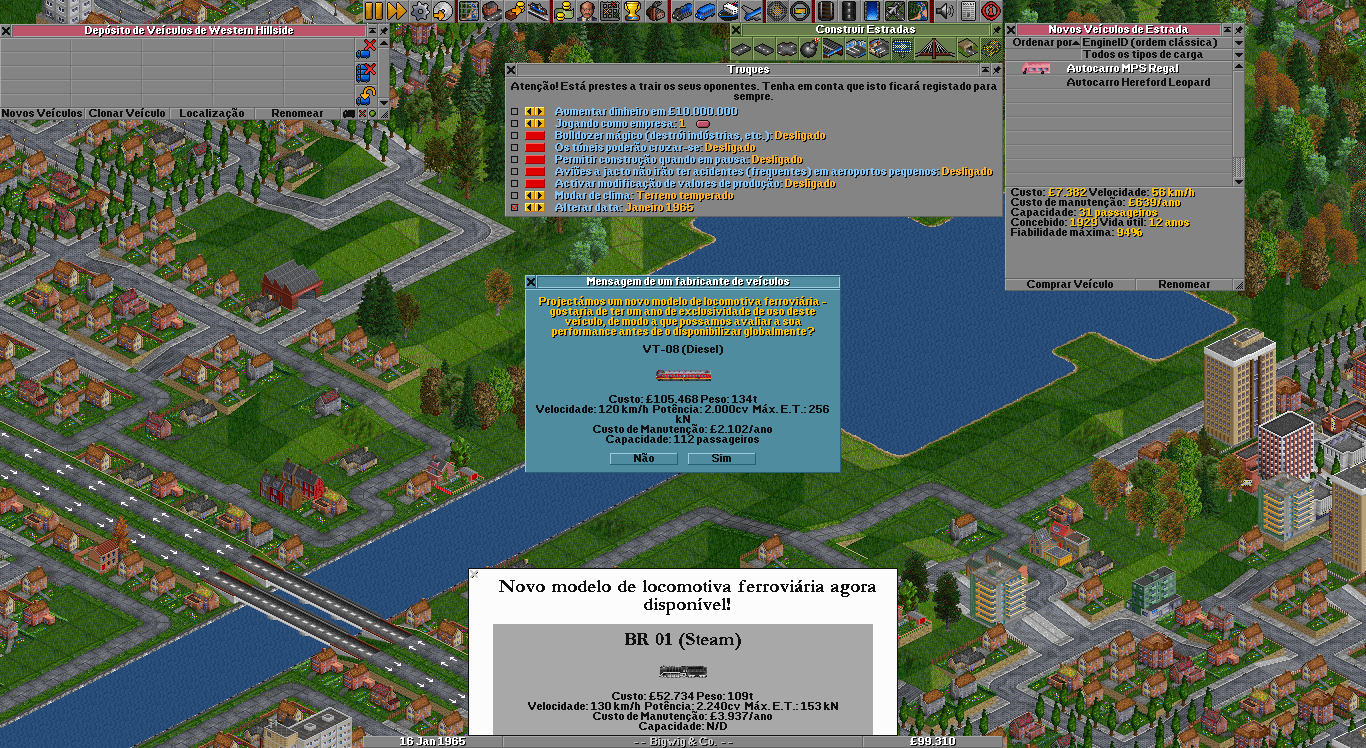 Depósito de Veículos de Western Hillside
Novos Veículos
Clonar Veículo
Localização
Renomear
Construir Estradas
Truques
Atenção! Está prestes a trair os seus oponentes. Tenha em conta que isto ficará registado para
sempre.
Aumentar dinheiro em £10.000.000
Jogando como empresa: 1
Bulldozer mágico (destrói indústrias, etc.): Desligado
Os túneis poderão cruzar-se: Desligado
Permitir construção quando em pausa: Desligado
Aviões a jacto não irão ter acidentes (frequentes) em aeroportos pequenos: Desligado
Activar modificação de valores de produção: Desligado
Mudar de clima: Terreno temperado
Alterar data: Janeiro 1965
Novos Veículos de Estrada
Ordenar por
EngineID (ordem clássica)
Todos os tipos de carga
Autocarro MPS Regal
Autocarro Hereford Leopard
Custo: £7.382 Velocidade: 56 km/h
Custo de manutenção: £639/ano
Capacidade: 31 passageiros
Concebido: 1929 Vida útil: 12 anos
Fiabilidade máxima: 94%
Comprar Veículo
Renomear
Mensagem de um fabricante de veículos
Projectámos um novo modelo de locomotiva ferroviária -
gostaria de ter um ano de exclusividade de uso deste
veículo, de modo a que possamos avaliar a sua
performance antes de o disponibilizar globalmente?
VT-08 (Diesel)
Custo: £105.468 Peso: 134t
Velocidade: 120 km/h Potência: 2.000cv Máx. E.T.: 256
kN
Custo de Manutenção: £2.102/ano
Capacidade: 112 passageiros
Não
Sim
Novo modelo de locomotiva ferroviária agora
disponível!
BR 01 (Steam)
Custo: £52.734 Peso: 109t
Velocidade: 130 km/h Potência: 2.240cv Máx. E.T.: 153 kN
Custo de Manutenção: £3.937/ano
Capacidade: N/D
16 Jan 1965
- - Bigwig & Co. - -
£99.310